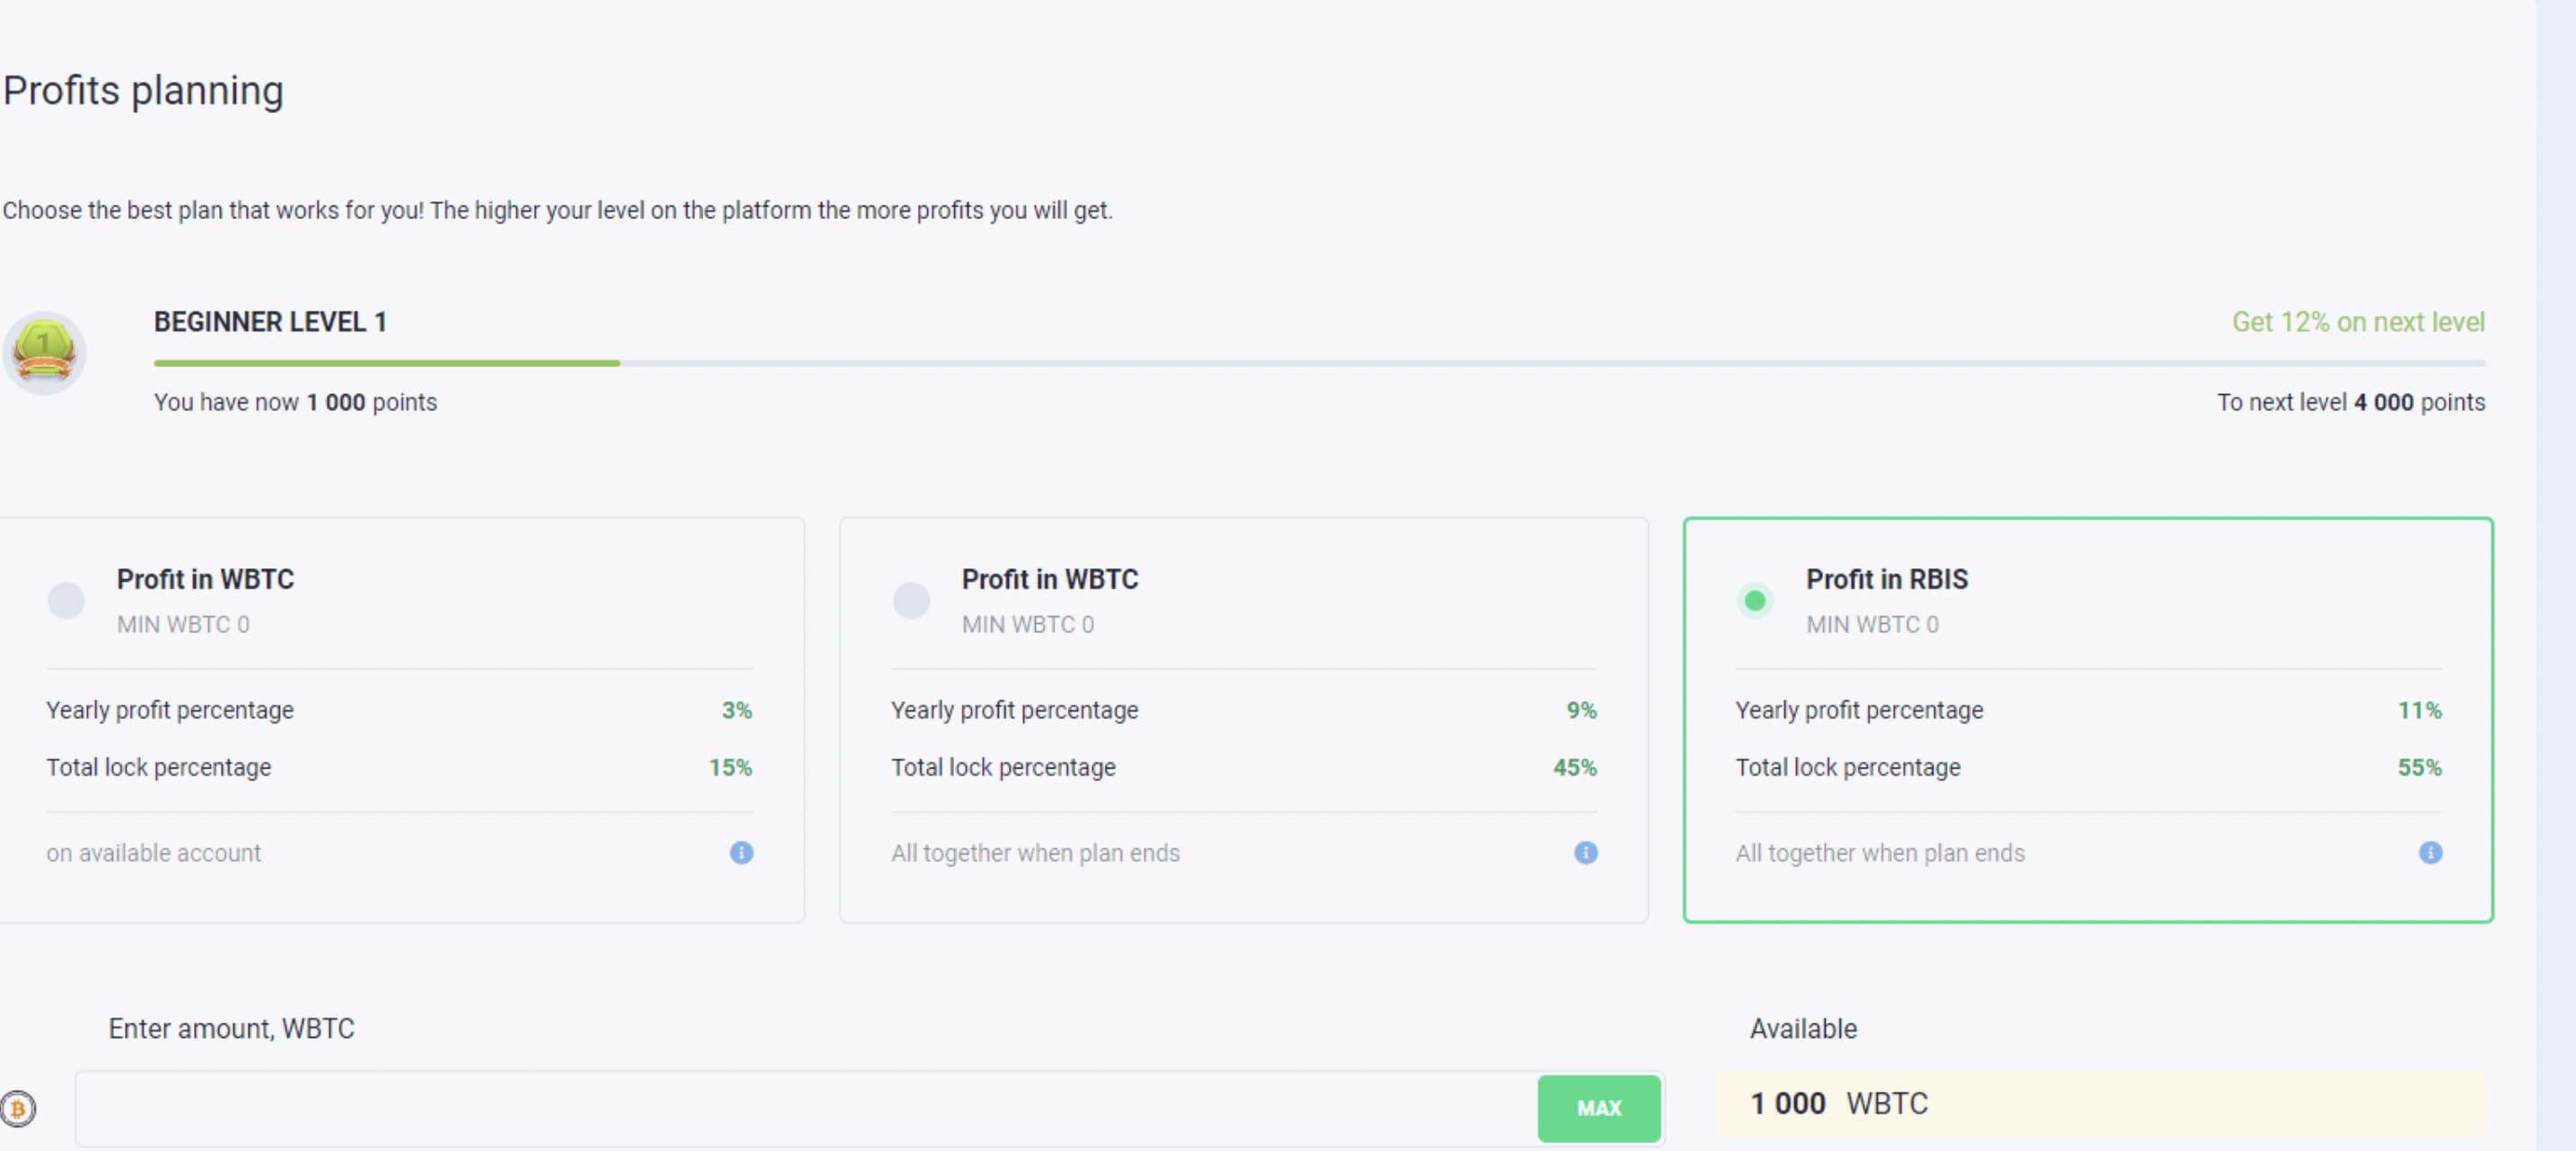 Profits planning
Choose the best plan that works for you! The higher your level on the platform the more profits you will get.
1
BEGINNER LEVEL 1
Get 12% on next level
You have now 1 000 points
To next level 4 000 points
Profit in WBTC
MIN WBTC 0
Yearly profit percentage 3%
Total lock percentage 15%
on available account
Profit in WBTC
MIN WBTC 0
Yearly profit percentage 9%
Total lock percentage 45%
All together when plan ends
Profit in RBIS
MIN WBTC 0
Yearly profit percentage 11%
Total lock percentage 55%
All together when plan ends
Enter amount, WBTC
MAX
Available
1 000 WBTC